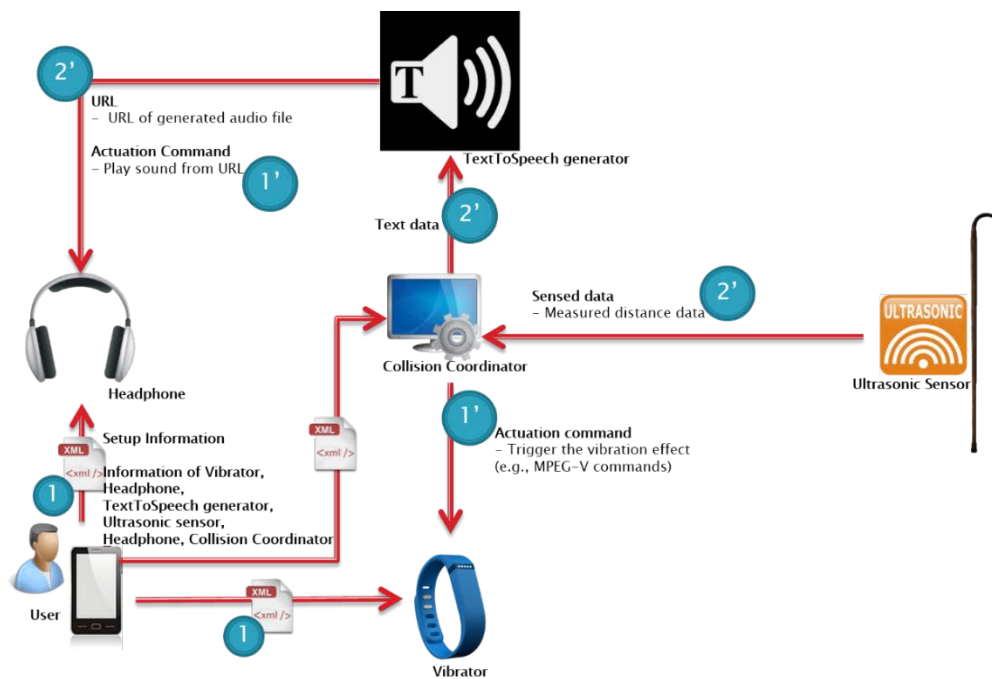 2’
URL
– URL of generated audio file
Actuation Command
– Play sound from URL
1’
T
TextToSpeech generator
Text data
2’
Sensed data
– Measured distance data
2’
ULTRASONIC
Ultrasonic Sensor
Collision Coordinator
Headphone
1’
Actuation command
– Trigger the vibration effect
(e.g., MPEG-V commands)
XML
<xml />
1
Setup Information
Information of Vibrator,
Headphone,
TextToSpeech generator,
Ultrasonic sensor,
Headphone, Collision Coordinator
XML
<xml />
User
XML
<xml />
1
Vibrator